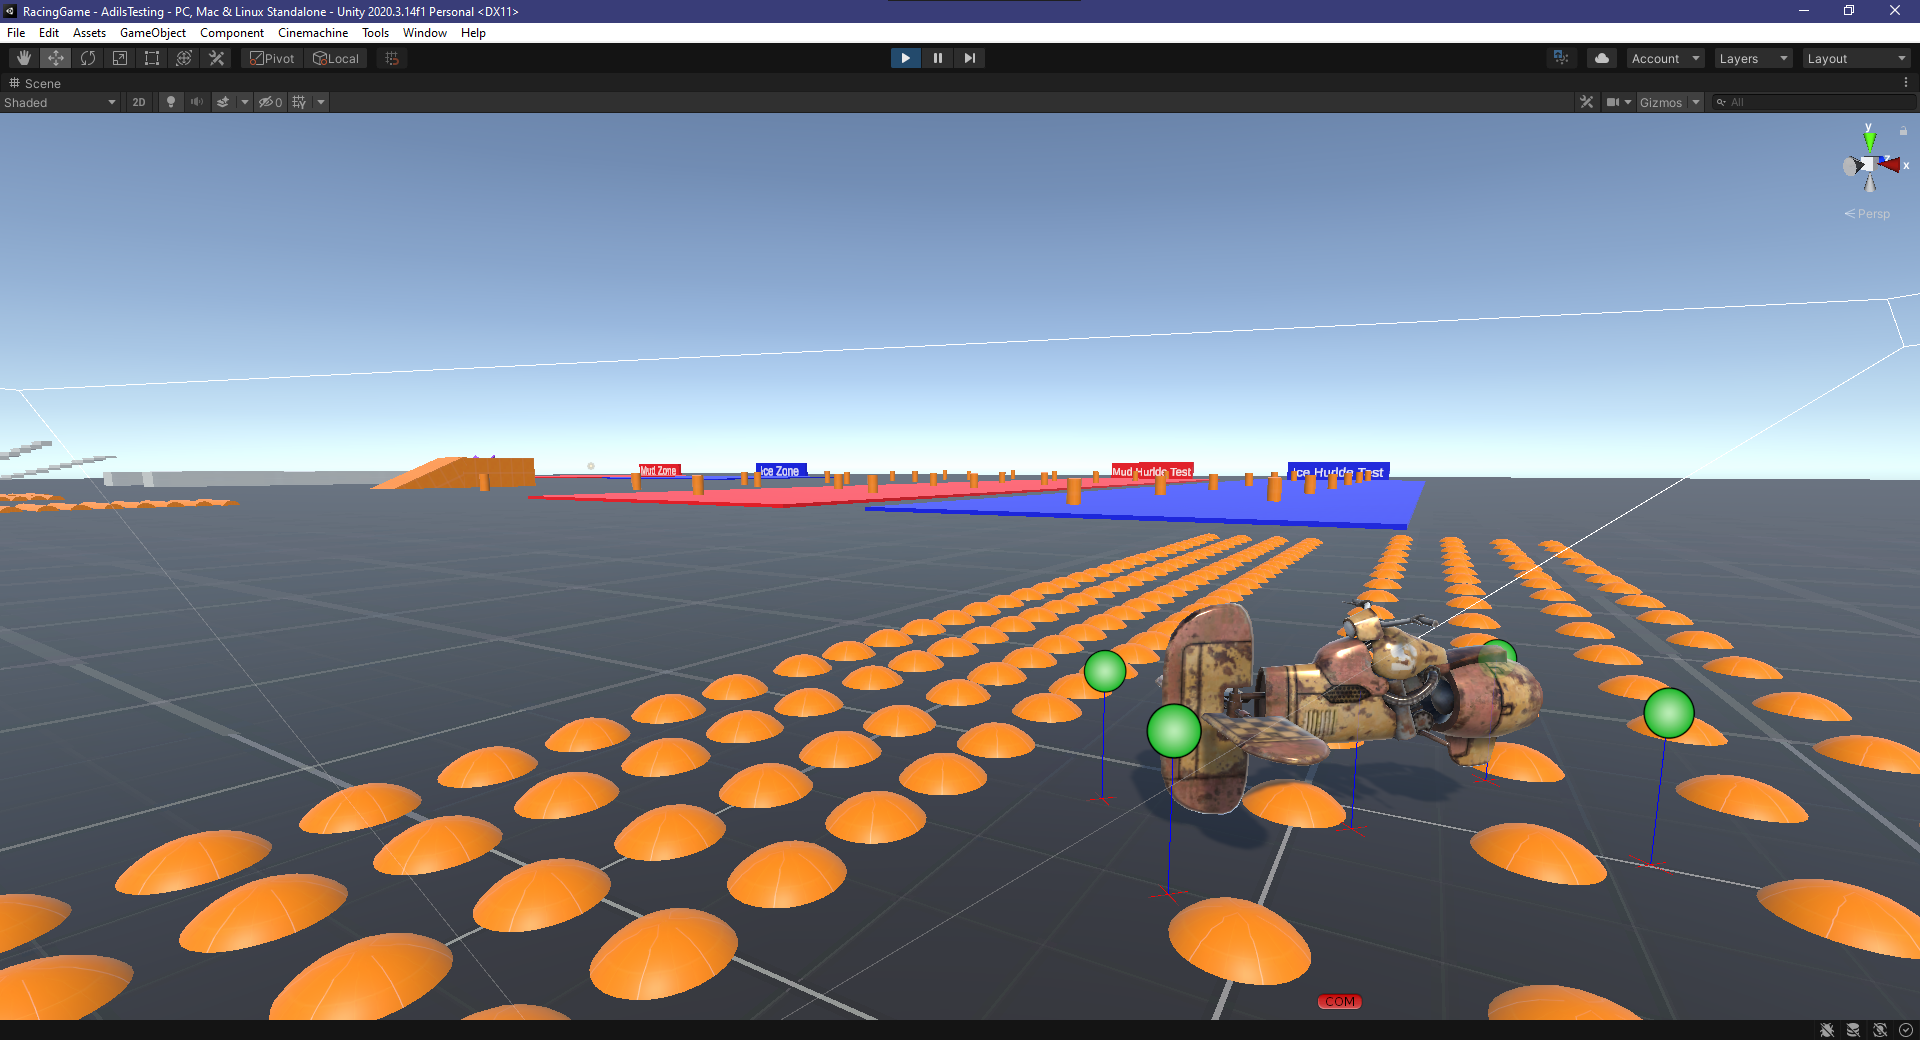 RacingGame - AdilsTesting - PC, Mac & Linux Standalone - Unity 2020.3.14f1 Personal <DX11>
File Edit Assets GameObject Component Cinemachine Tools Window Help
Pivot Local Account Layers Layout
Scene
Shaded 2D 0 Gizmos All
y
x
Persp
Mud Zone Ice Zone Mud Hurdle Test Ice Hurdle Test
COM